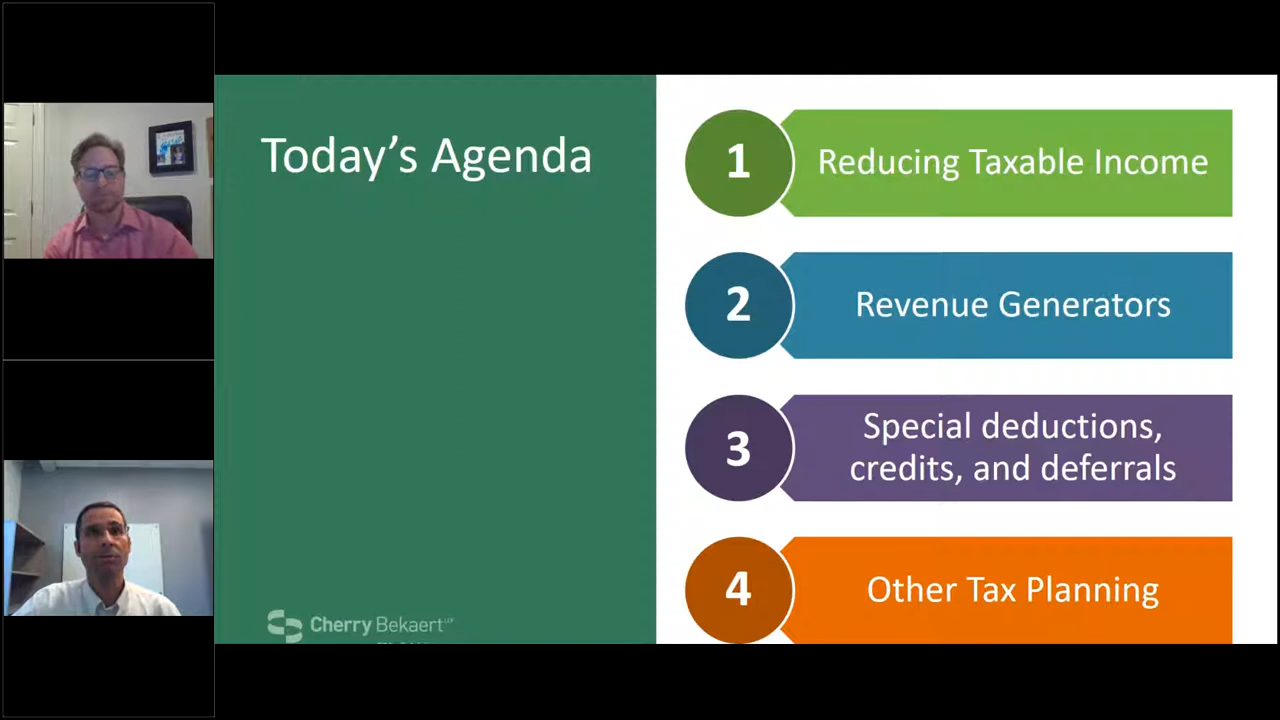 Today's Agenda
1
Reducing Taxable Income
2
Revenue Generators
3
Special deductions,
credits, and deferrals
4
Other Tax Planning
Cherry Bekaert LLP